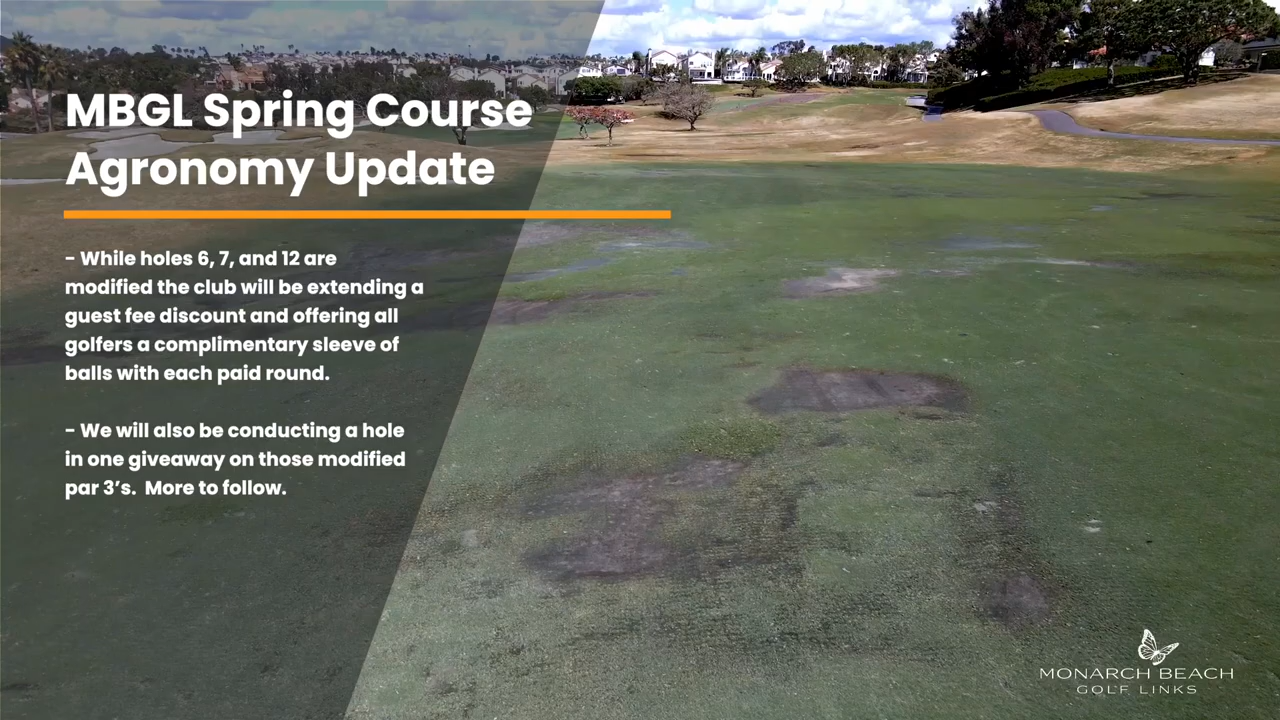 MBGL Spring Course
Agronomy Update
- While holes 6, 7, and 12 are
modified the club will be extending a
guest fee discount and offering all
golfers a complimentary sleeve of
balls with each paid round.
- We will also be conducting a hole
in one giveaway on those modified
par 3's.  More to follow.
MONARCH BEACH
GOLF LINKS